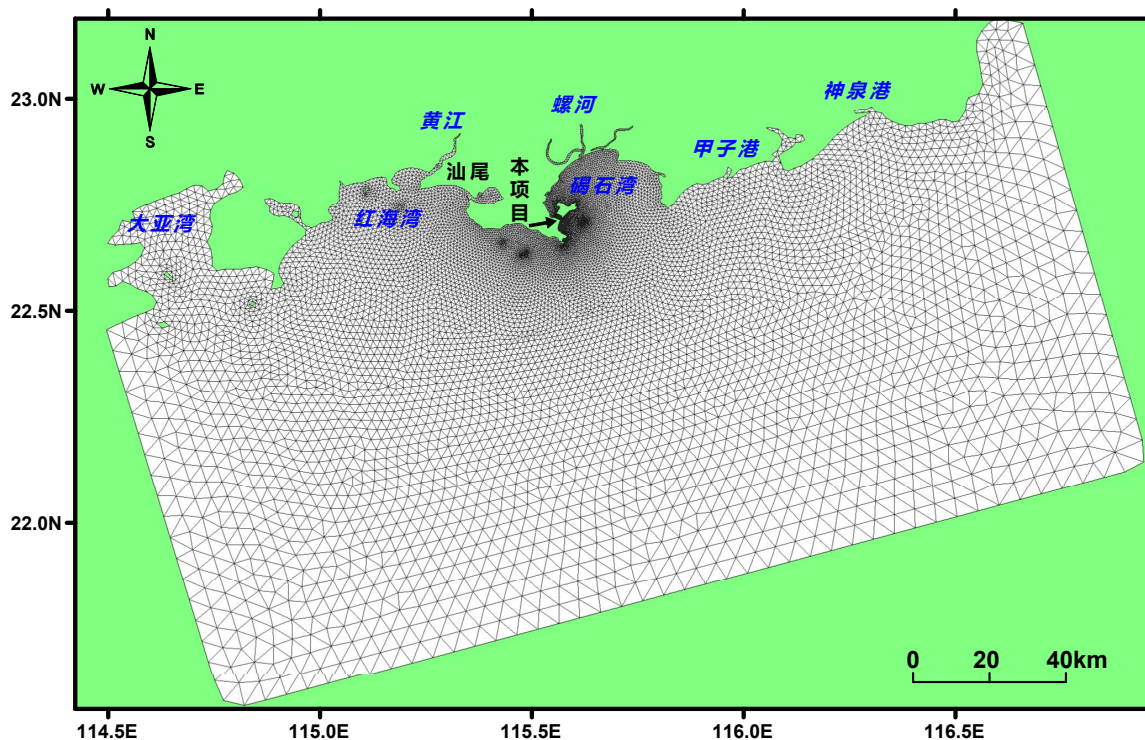 N
W
E
S
23.0N
22.5N
22.0N
神泉港
螺河
黄江
甲子港
汕尾
本项目
碣石湾
大亚湾
红海湾
0 20 40km
114.5E 115.0E 115.5E 116.0E 116.5E